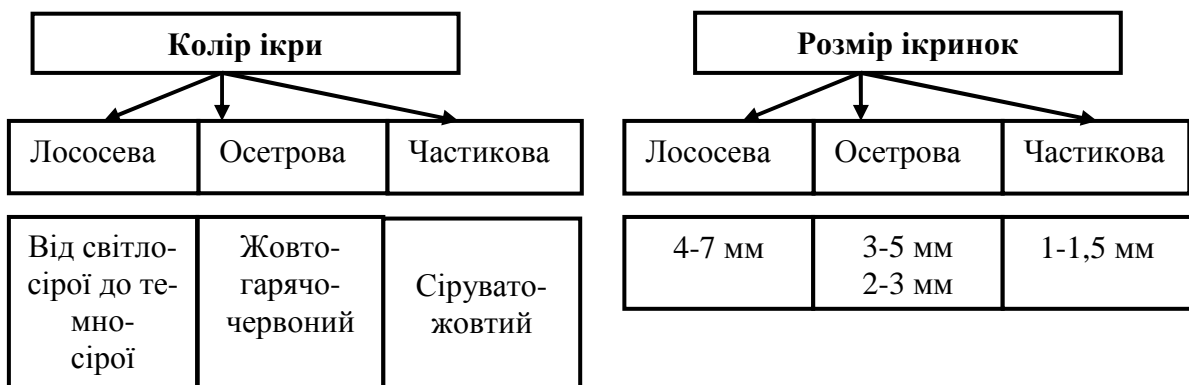 Колір ікри
Лососева
Осетрова
Частикова
Від світло-
сірої до те-
мно-
сірої
Жовто-
гарячо-
червоний
Сірувато-
жовтий
Розмір ікринок
Лососева
Осетрова
Частикова
4-7 мм
3-5 мм
2-3 мм
1-1,5 мм